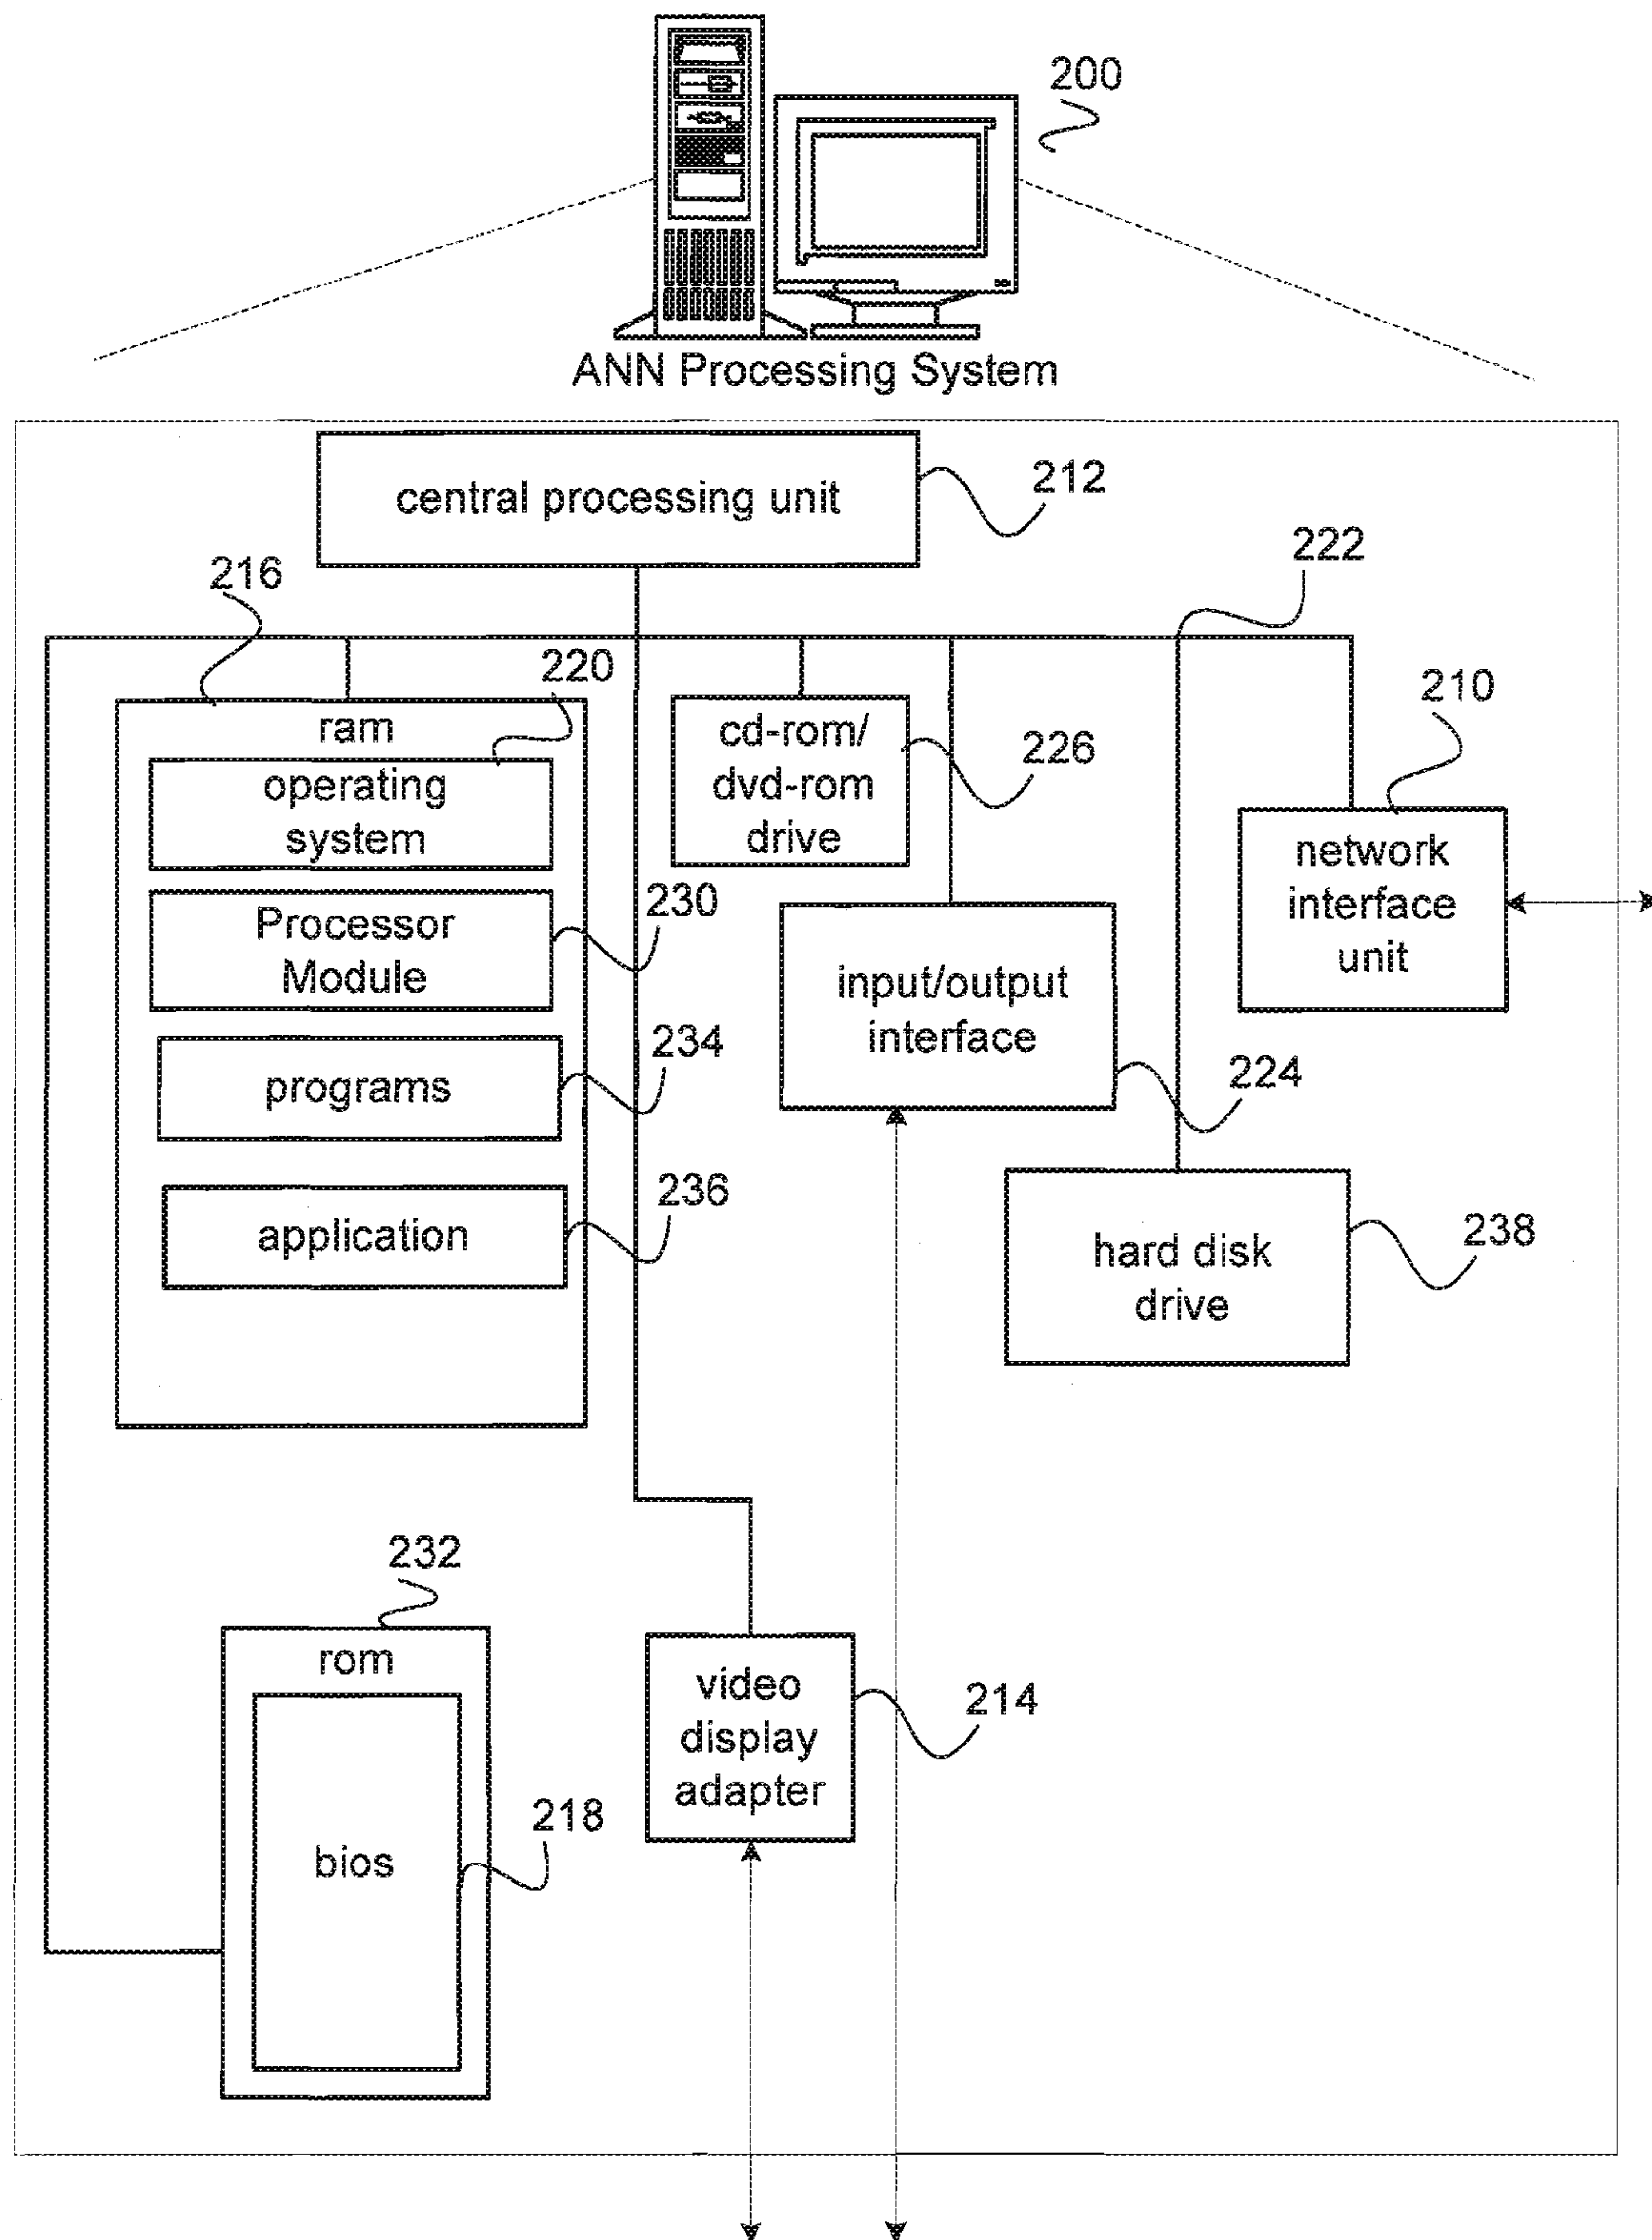 200
ANN Processing System
central processing unit
212
222
216
220
210
ram
operating
system
cd-rom/
dvd-rom
drive
226
network
interface
unit
230
Processor
Module
input/output
interface
234
programs
224
236
application
hard disk
drive
238
232
rom
video
display
adapter
214
218
bios